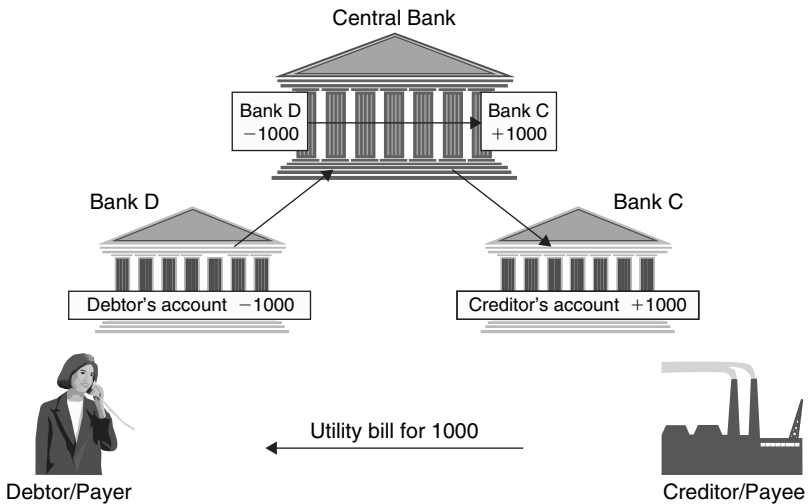 Central Bank
Bank D
−1000
Bank C
+1000
Bank D
Bank C
Debtor's account −1000
Creditor's account +1000
Utility bill for 1000
Debtor/Payer
Creditor/Payee